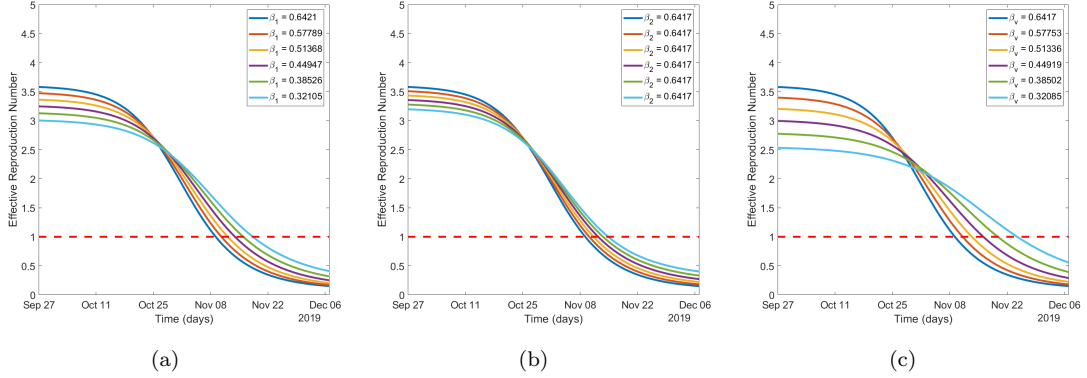 5
4.5
4
3.5
3
2.5
2
1.5
1
0.5
0
Effective Reproduction Number
β1 = 0.6421
β1 = 0.57789
β1 = 0.51368
β1 = 0.44947
β1 = 0.38526
β1 = 0.32105
Sep 27 Oct 11 Oct 25 Nov 08 Nov 22 Dec 06
Time (days) 2019
(a)
5
4.5
4
3.5
3
2.5
2
1.5
1
0.5
0
Effective Reproduction Number
β2 = 0.6417
β2 = 0.6417
β2 = 0.6417
β2 = 0.6417
β2 = 0.6417
β2 = 0.6417
Sep 27 Oct 11 Oct 25 Nov 08 Nov 22 Dec 06
Time (days) 2019
(b)
5
4.5
4
3.5
3
2.5
2
1.5
1
0.5
0
Effective Reproduction Number
βv = 0.6417
βv = 0.57753
βv = 0.51336
βv = 0.44919
βv = 0.38502
βv = 0.32085
Sep 27 Oct 11 Oct 25 Nov 08 Nov 22 Dec 06
Time (days) 2019
(c)